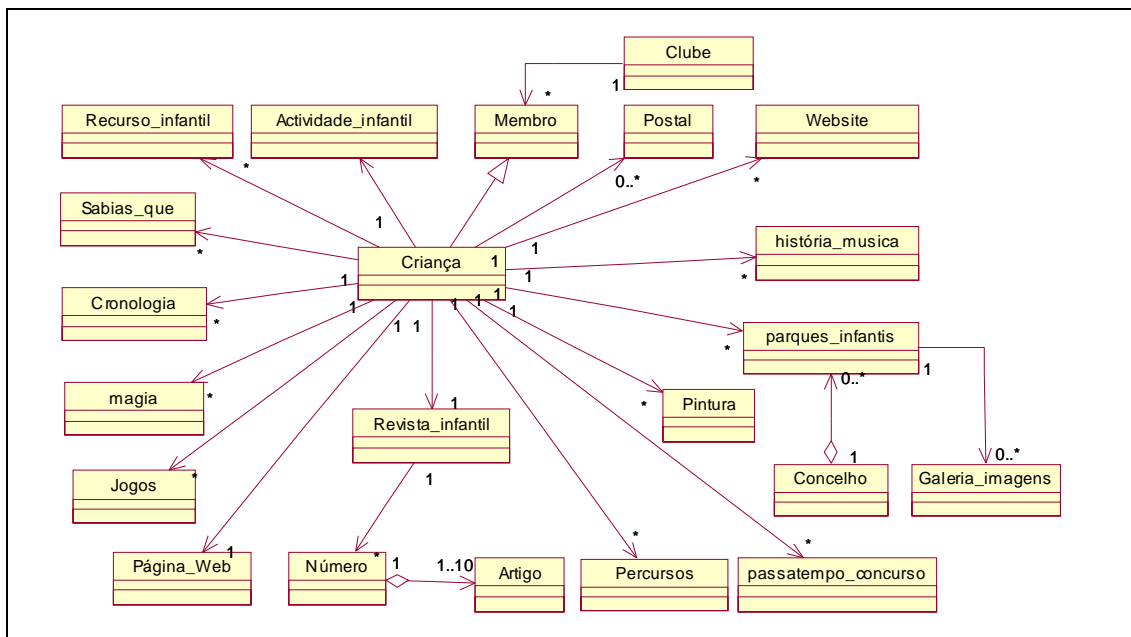 Clube
1
*
Recurso_infantil
Actividade_infantil
Membro
Postal
Website
*
0..*
*
Sabias_que
*
1
Criança
1
1
história_musica
1
*
Cronologia
*
1
1
1
1
1
1
1
1
1
parques_infantis
*
1
0..*
magia
*
Revista_infantil
1
1
Pintura
*
Jogos
*
Concelho
1
Galeria_imagens
0..*
Página_Web
1
Número
*
1
1..10
Artigo
Percursos
*
passatempo_concurso
*